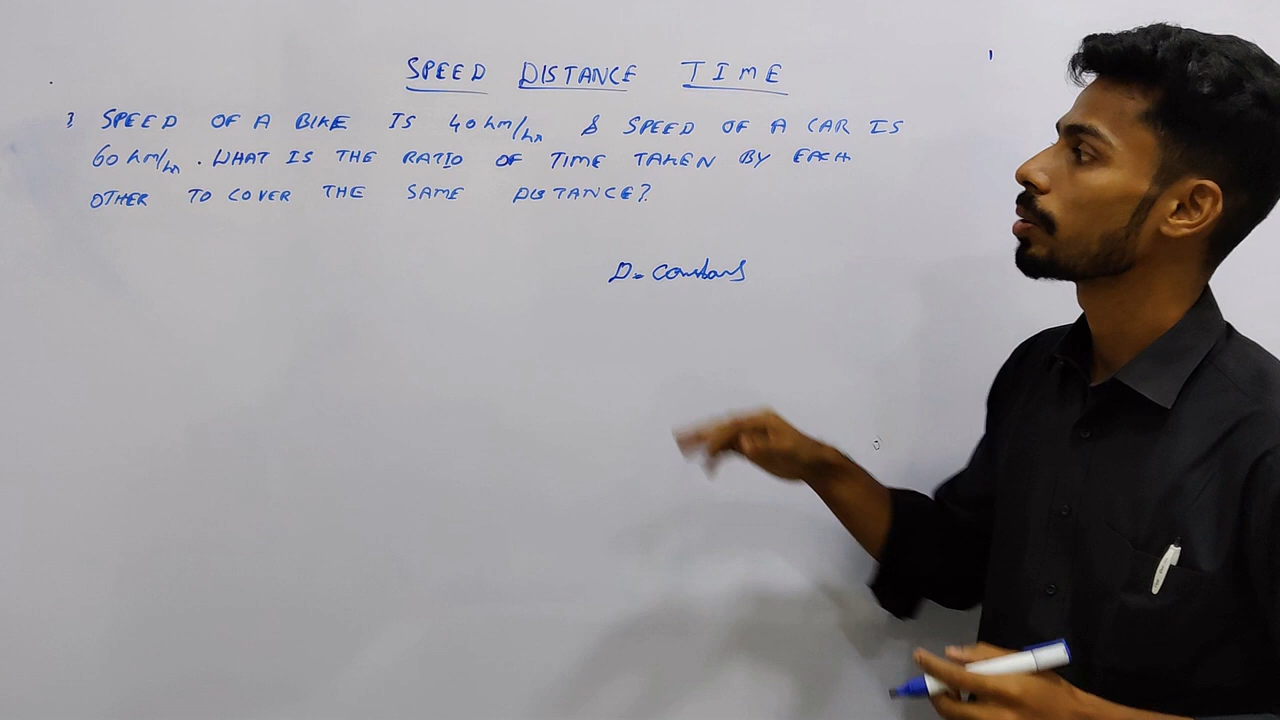 SPEED DISTANCE TIME
? SPEED OF A BIKE IS 40 km/hr & SPEED OF A CAR IS
60 km/hr . WHAT IS THE RATIO OF TIME TAKEN BY EACH
OTHER TO COVER THE SAME DISTANCE?
D = Constant